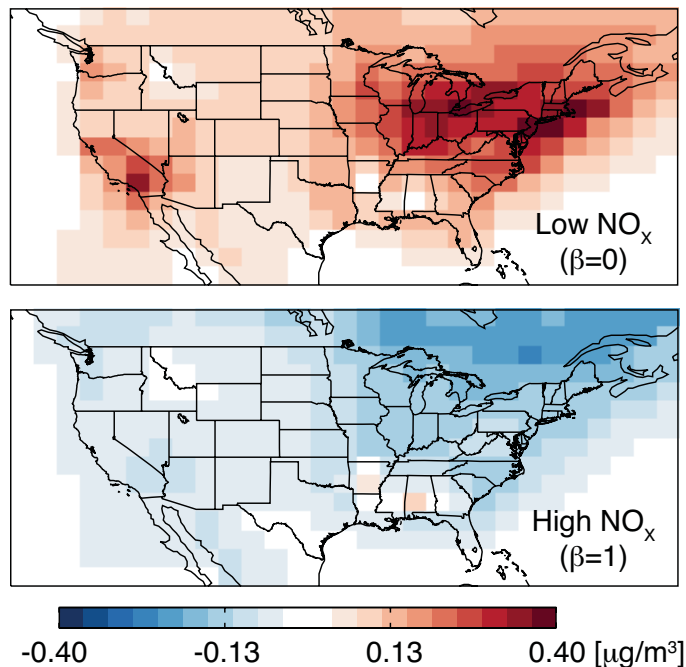 Low NOₓ
(β=0)
High NOₓ
(β=1)
-0.40 -0.13 0.13 0.40 [μg/m³]